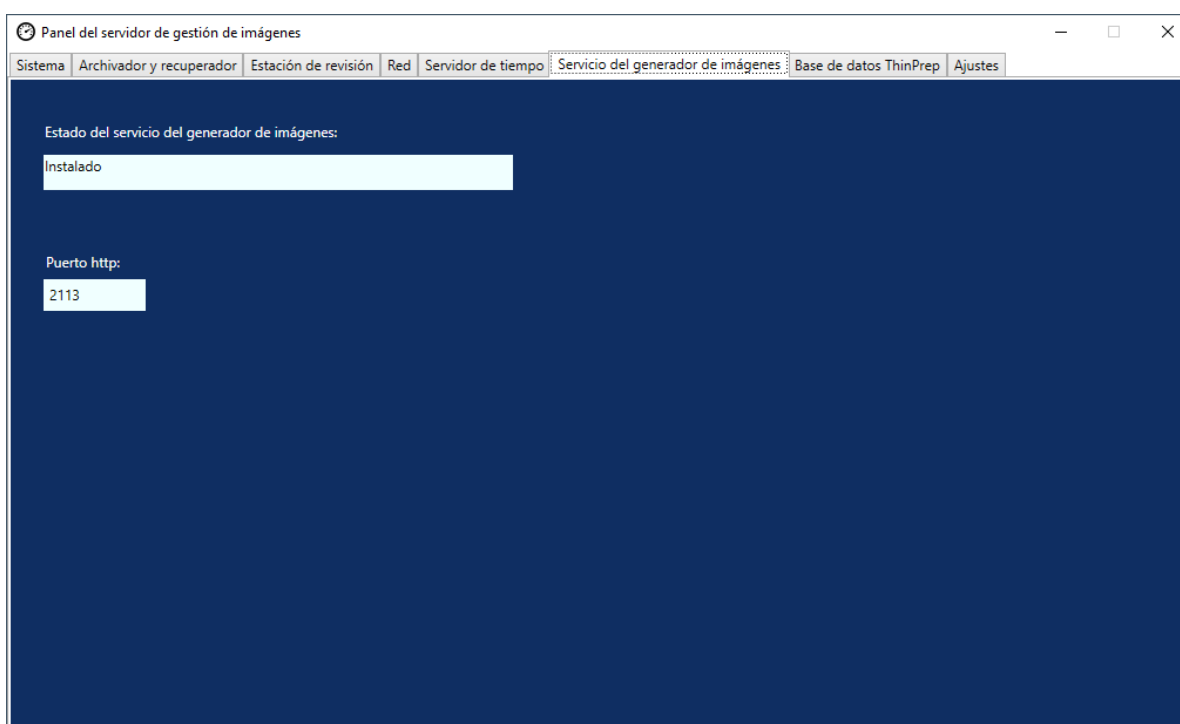 Panel del servidor de gestión de imágenes
Sistema Archivador y recuperador Estación de revisión Red Servidor de tiempo Servicio del generador de imágenes Base de datos ThinPrep Ajustes
Estado del servicio del generador de imágenes:
Instalado
Puerto http:
2113